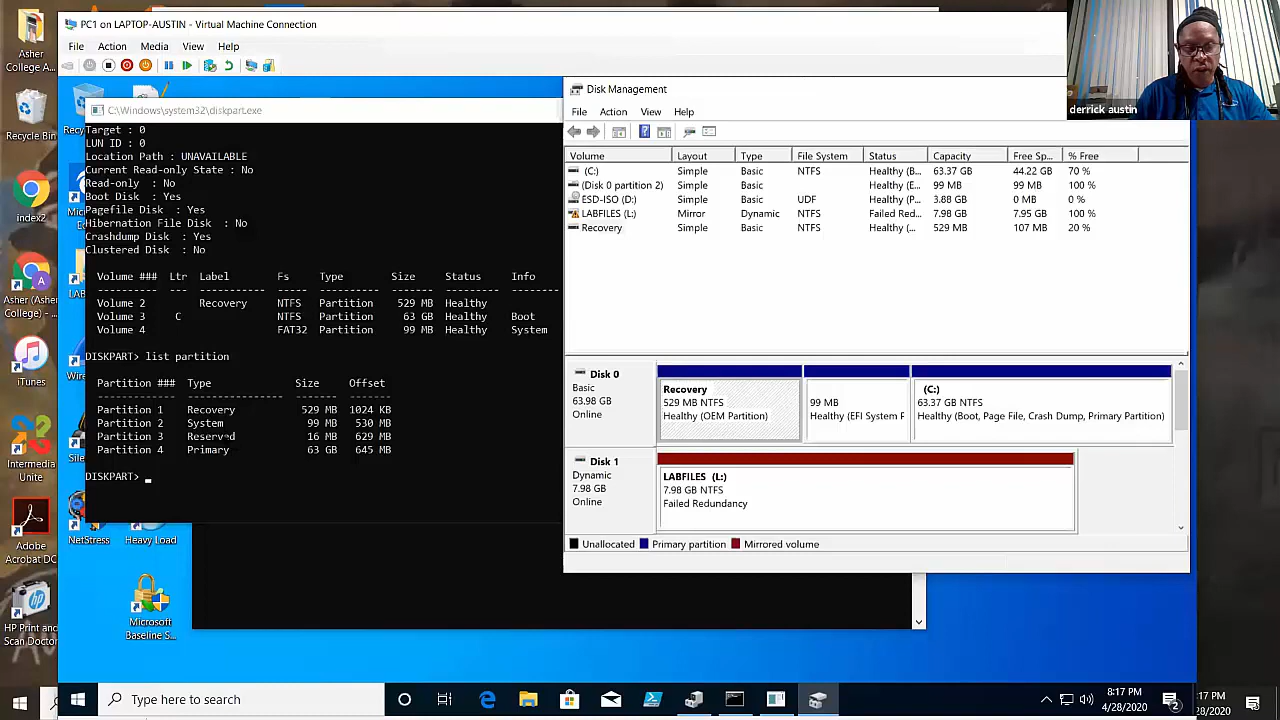 PC1 on LAPTOP-AUSTIN - Virtual Machine Connection
File Action Media View Help
Asher
College A...
Recycle Bin
index2
Asher (Asher
College) - ...
iTunes
Intermedia
Unite
Adobe
Acrobat DC
HP Print and
Scan Doctor
NetStress
Heavy Load
Microsoft
Baseline S...
C:\Windows\system32\diskpart.exe
Target : 0
LUN ID : 0
Location Path : UNAVAILABLE
Current Read-only State : No
Read-only : No
Boot Disk : Yes
Pagefile Disk : Yes
Hibernation File Disk : No
Crashdump Disk : Yes
Clustered Disk : No
Volume ### Ltr Label Fs Type Size Status Info
---------- --- ----------- ----- ---------- ------- --------- --------
Volume 2 Recovery NTFS Partition 529 MB Healthy
Volume 3 C NTFS Partition 63 GB Healthy Boot
Volume 4 FAT32 Partition 99 MB Healthy System
DISKPART> list partition
Partition ### Type Size Offset
------------- ---------------- ------- -------
Partition 1 Recovery 529 MB 1024 KB
Partition 2 System 99 MB 530 MB
Partition 3 Reserved 16 MB 629 MB
Partition 4 Primary 63 GB 645 MB
DISKPART>
Disk Management
File Action View Help
Volume Layout Type File System Status Capacity Free Sp... % Free
(C:) Simple Basic NTFS Healthy (B... 63.37 GB 44.22 GB 70 %
(Disk 0 partition 2) Simple Basic Healthy (E... 99 MB 99 MB 100 %
ESD-ISO (D:) Simple Basic UDF Healthy (P... 3.88 GB 0 MB 0 %
LABFILES (L:) Mirror Dynamic NTFS Failed Red... 7.98 GB 7.95 GB 100 %
Recovery Simple Basic Healthy (... 529 MB 107 MB 20 %
Disk 0
Basic
63.98 GB
Online
Recovery
529 MB NTFS
Healthy (OEM Partition)
99 MB
Healthy (EFI System P
(C:)
63.37 GB NTFS
Healthy (Boot, Page File, Crash Dump, Primary Partition)
Disk 1
Dynamic
7.98 GB
Online
LABFILES (L:)
7.98 GB NTFS
Failed Redundancy
Unallocated Primary partition Mirrored volume
derrick austin
Type here to search
8:17 PM
4/28/2020
2
:17 PM
/28/2020